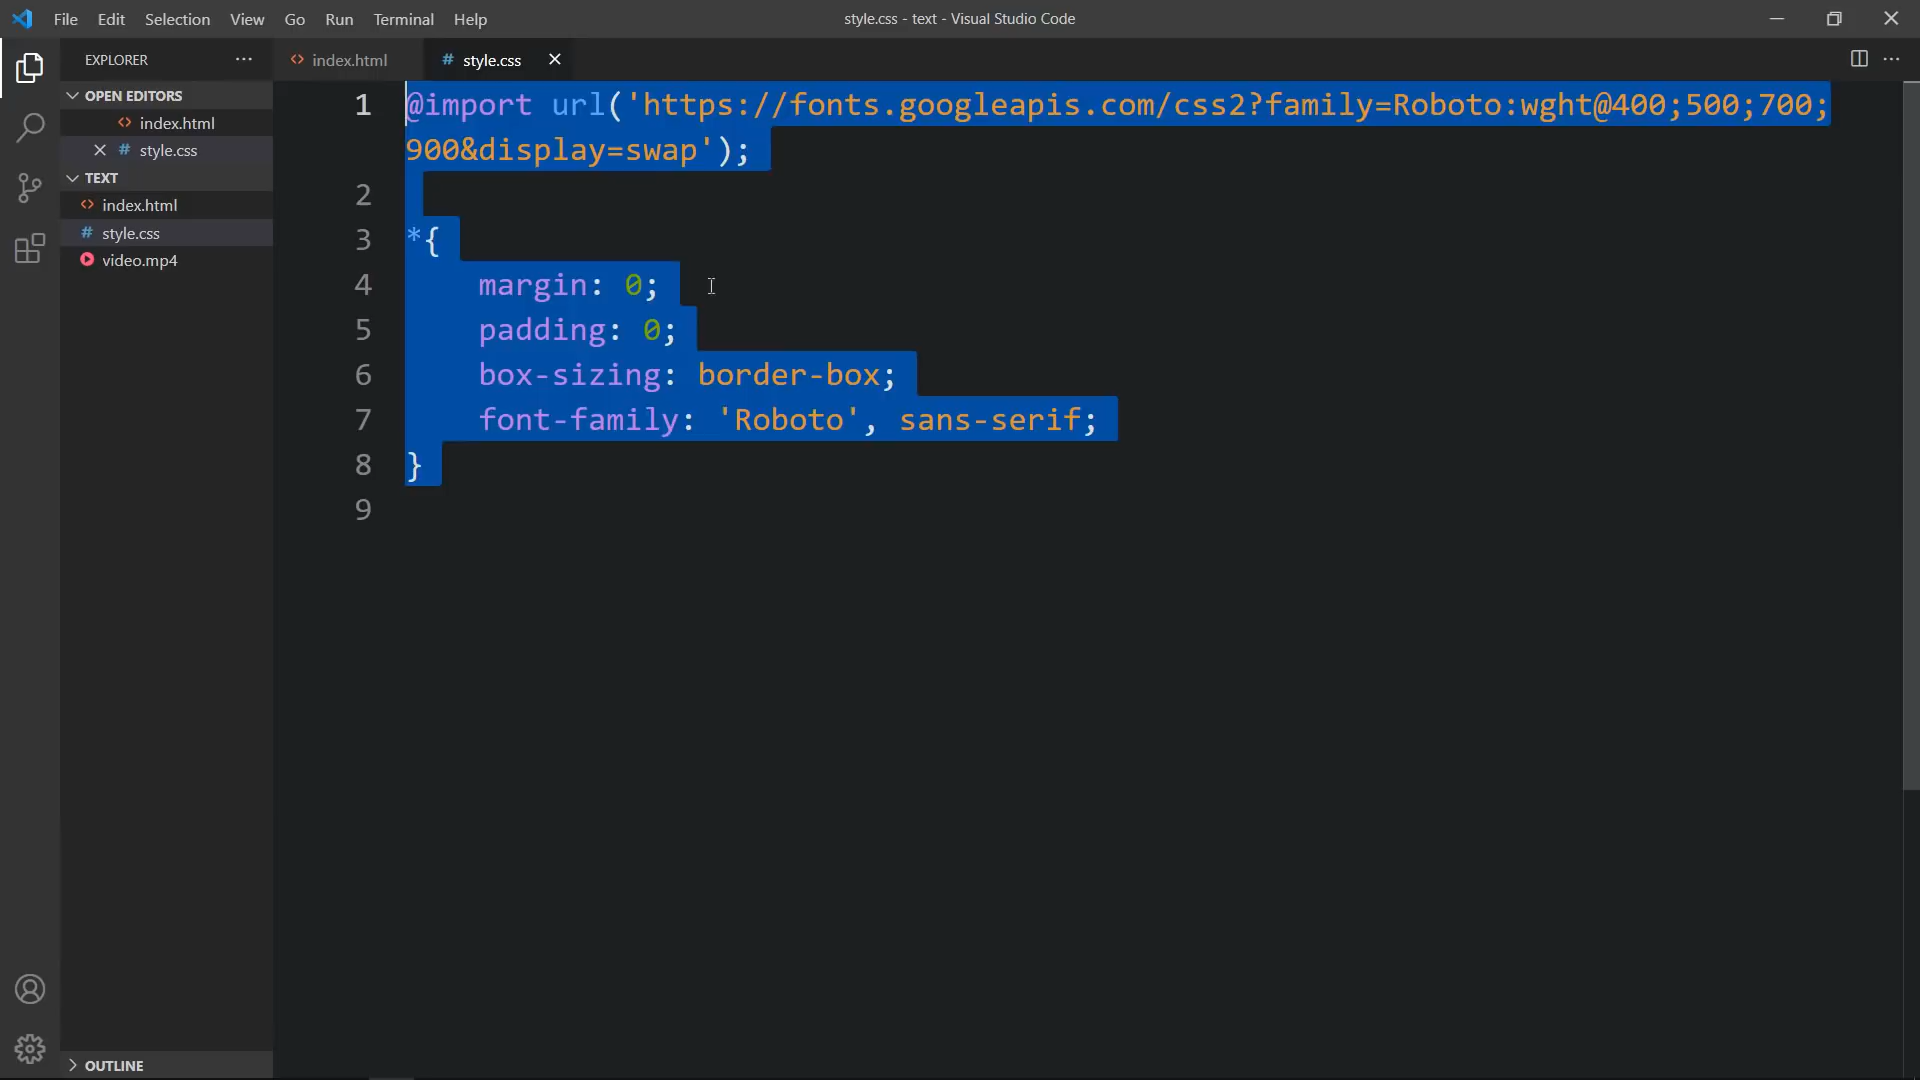 File Edit Selection View Go Run Terminal Help
style.css - text - Visual Studio Code
EXPLORER
index.html
# style.css
OPEN EDITORS
index.html
# style.css
TEXT
index.html
# style.css
video.mp4
OUTLINE
1 @import url('https://fonts.googleapis.com/css2?family=Roboto:wght@400;500;700;
900&display=swap');
2
3 *{
4 margin: 0;
5 padding: 0;
6 box-sizing: border-box;
7 font-family: 'Roboto', sans-serif;
8 }
9